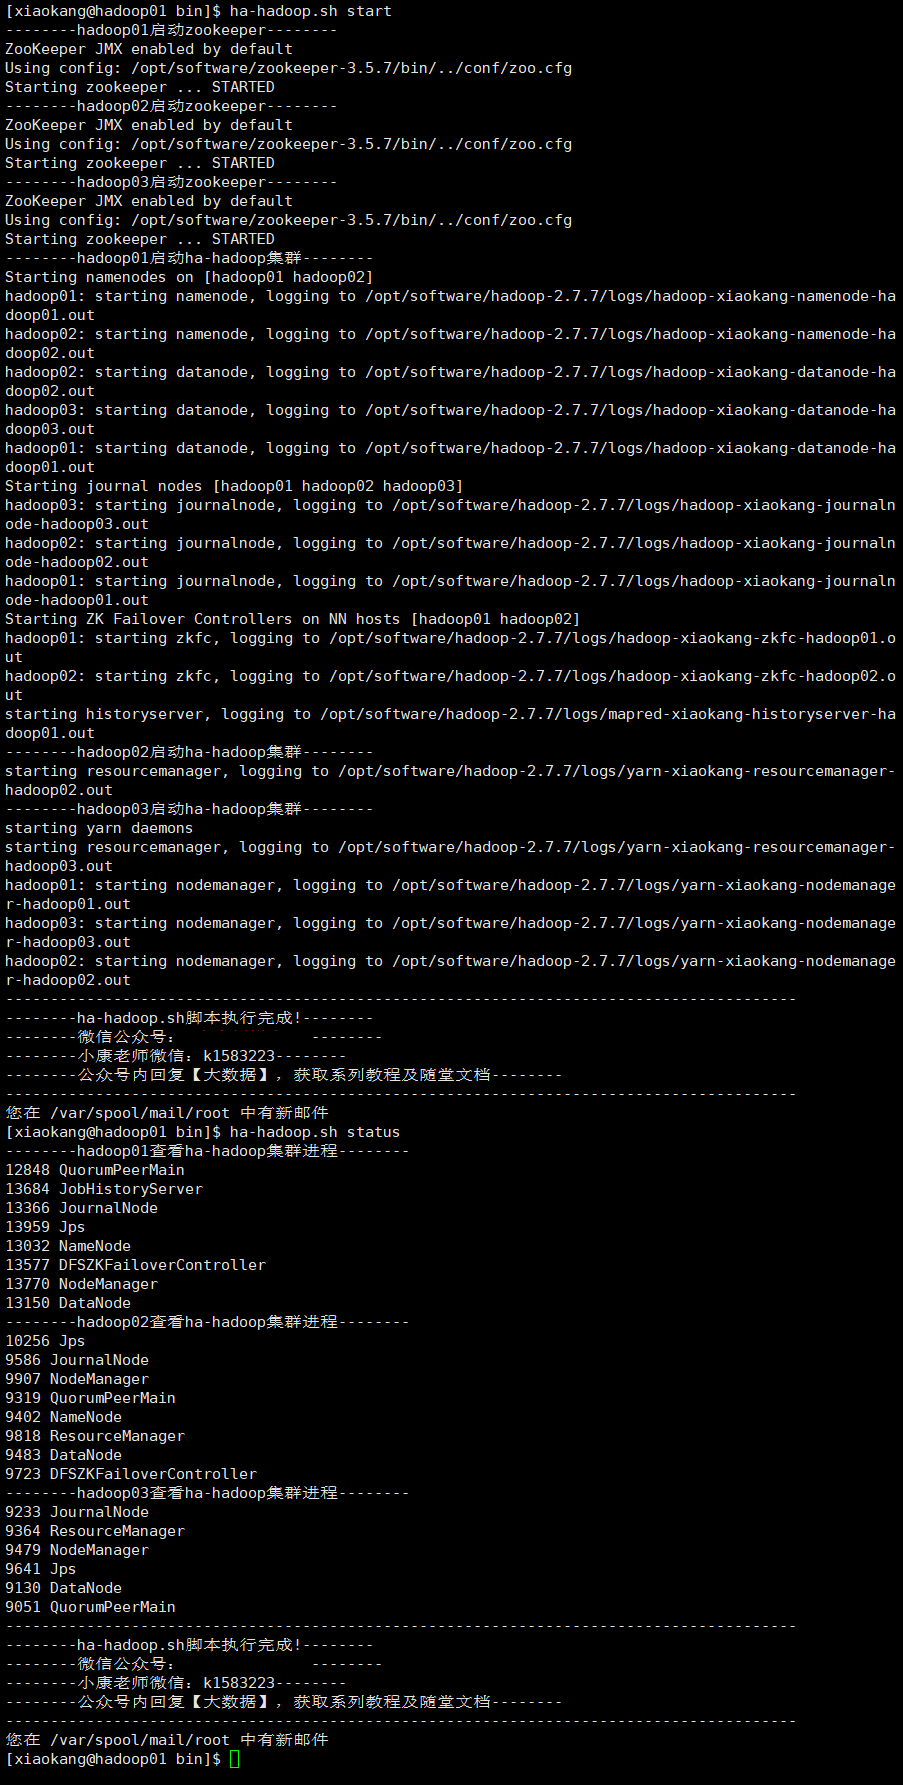 [xiaokang@hadoop01 bin]$ ha-hadoop.sh start
--------hadoop01启动zookeeper--------
ZooKeeper JMX enabled by default
Using config: /opt/software/zookeeper-3.5.7/bin/../conf/zoo.cfg
Starting zookeeper ... STARTED
--------hadoop02启动zookeeper--------
ZooKeeper JMX enabled by default
Using config: /opt/software/zookeeper-3.5.7/bin/../conf/zoo.cfg
Starting zookeeper ... STARTED
--------hadoop03启动zookeeper--------
ZooKeeper JMX enabled by default
Using config: /opt/software/zookeeper-3.5.7/bin/../conf/zoo.cfg
Starting zookeeper ... STARTED
--------hadoop01启动ha-hadoop集群--------
Starting namenodes on [hadoop01 hadoop02]
hadoop01: starting namenode, logging to /opt/software/hadoop-2.7.7/logs/hadoop-xiaokang-namenode-ha
doop01.out
hadoop02: starting namenode, logging to /opt/software/hadoop-2.7.7/logs/hadoop-xiaokang-namenode-ha
doop02.out
hadoop02: starting datanode, logging to /opt/software/hadoop-2.7.7/logs/hadoop-xiaokang-datanode-ha
doop02.out
hadoop03: starting datanode, logging to /opt/software/hadoop-2.7.7/logs/hadoop-xiaokang-datanode-ha
doop03.out
hadoop01: starting datanode, logging to /opt/software/hadoop-2.7.7/logs/hadoop-xiaokang-datanode-ha
doop01.out
Starting journal nodes [hadoop01 hadoop02 hadoop03]
hadoop03: starting journalnode, logging to /opt/software/hadoop-2.7.7/logs/hadoop-xiaokang-journaln
ode-hadoop03.out
hadoop02: starting journalnode, logging to /opt/software/hadoop-2.7.7/logs/hadoop-xiaokang-journaln
ode-hadoop02.out
hadoop01: starting journalnode, logging to /opt/software/hadoop-2.7.7/logs/hadoop-xiaokang-journaln
ode-hadoop01.out
Starting ZK Failover Controllers on NN hosts [hadoop01 hadoop02]
hadoop01: starting zkfc, logging to /opt/software/hadoop-2.7.7/logs/hadoop-xiaokang-zkfc-hadoop01.o
ut
hadoop02: starting zkfc, logging to /opt/software/hadoop-2.7.7/logs/hadoop-xiaokang-zkfc-hadoop02.o
ut
starting historyserver, logging to /opt/software/hadoop-2.7.7/logs/mapred-xiaokang-historyserver-ha
doop01.out
--------hadoop02启动ha-hadoop集群--------
starting resourcemanager, logging to /opt/software/hadoop-2.7.7/logs/yarn-xiaokang-resourcemanager-
hadoop02.out
--------hadoop03启动ha-hadoop集群--------
starting yarn daemons
starting resourcemanager, logging to /opt/software/hadoop-2.7.7/logs/yarn-xiaokang-resourcemanager-
hadoop03.out
hadoop01: starting nodemanager, logging to /opt/software/hadoop-2.7.7/logs/yarn-xiaokang-nodemanage
r-hadoop01.out
hadoop03: starting nodemanager, logging to /opt/software/hadoop-2.7.7/logs/yarn-xiaokang-nodemanage
r-hadoop03.out
hadoop02: starting nodemanager, logging to /opt/software/hadoop-2.7.7/logs/yarn-xiaokang-nodemanage
r-hadoop02.out
----------------------------------------------------------------------------------------
--------ha-hadoop.sh脚本执行完成!--------
--------微信公众号: --------
--------小康老师微信: k1583223--------
--------公众号内回复【大数据】, 获取系列教程及随堂文档--------
----------------------------------------------------------------------------------------
您在 /var/spool/mail/root 中有新邮件
[xiaokang@hadoop01 bin]$ ha-hadoop.sh status
--------hadoop01查看ha-hadoop集群进程--------
12848 QuorumPeerMain
13684 JobHistoryServer
13366 JournalNode
13959 Jps
13032 NameNode
13577 DFSZKFailoverController
13770 NodeManager
13150 DataNode
--------hadoop02查看ha-hadoop集群进程--------
10256 Jps
9586 JournalNode
9907 NodeManager
9319 QuorumPeerMain
9402 NameNode
9818 ResourceManager
9483 DataNode
9723 DFSZKFailoverController
--------hadoop03查看ha-hadoop集群进程--------
9233 JournalNode
9364 ResourceManager
9479 NodeManager
9641 Jps
9130 DataNode
9051 QuorumPeerMain
----------------------------------------------------------------------------------------
--------ha-hadoop.sh脚本执行完成!--------
--------微信公众号: --------
--------小康老师微信: k1583223--------
--------公众号内回复【大数据】, 获取系列教程及随堂文档--------
----------------------------------------------------------------------------------------
您在 /var/spool/mail/root 中有新邮件
[xiaokang@hadoop01 bin]$